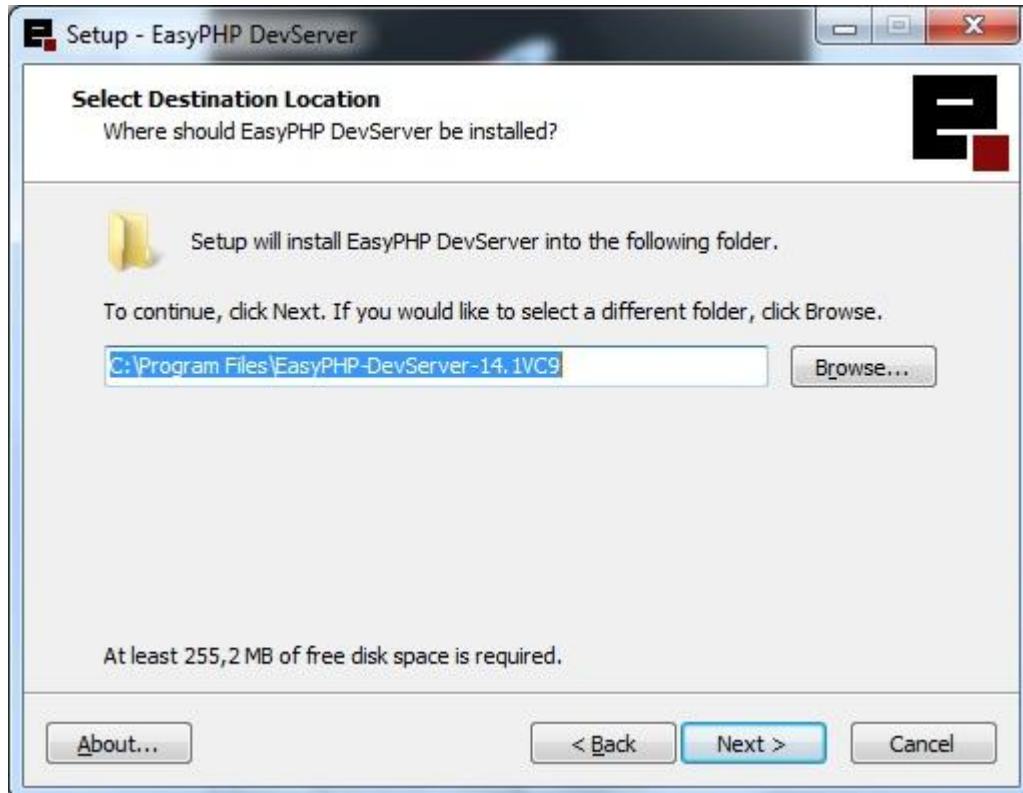 Setup - EasyPHP DevServer
Select Destination Location
Where should EasyPHP DevServer be installed?
Setup will install EasyPHP DevServer into the following folder.
To continue, click Next. If you would like to select a different folder, click Browse.
C:\Program Files\EasyPHP-DevServer-14.1VC9
Browse...
At least 255,2 MB of free disk space is required.
About...
< Back
Next >
Cancel